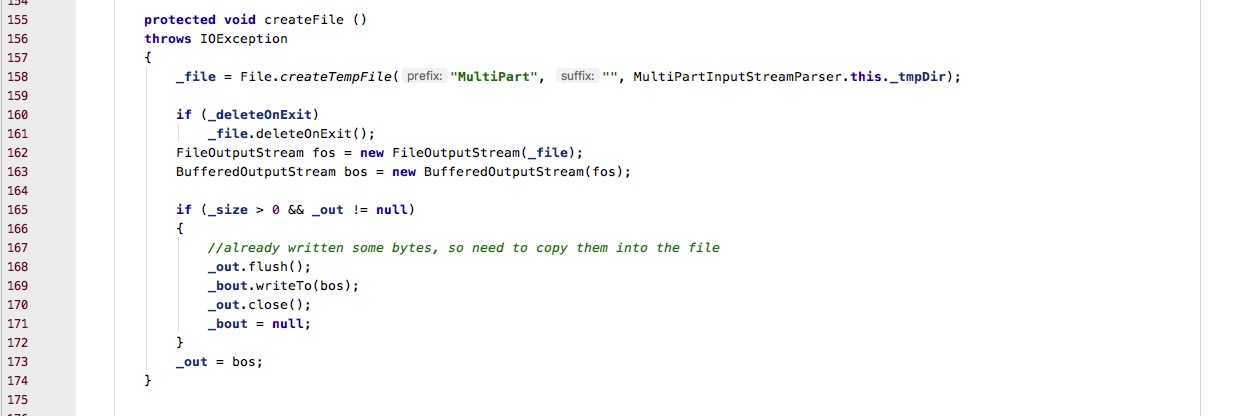 154
155 protected void createFile ()
156 throws IOException
157 {
158 _file = File.createTempFile( prefix: "MultiPart", suffix: "", MultiPartInputStreamParser.this._tmpDir);
159
160 if (_deleteOnExit)
161 _file.deleteOnExit();
162 FileOutputStream fos = new FileOutputStream(_file);
163 BufferedOutputStream bos = new BufferedOutputStream(fos);
164
165 if (_size > 0 && _out != null)
166 {
167 //already written some bytes, so need to copy them into the file
168 _out.flush();
169 _bout.writeTo(bos);
170 _out.close();
171 _bout = null;
172 }
173 _out = bos;
174 }
175